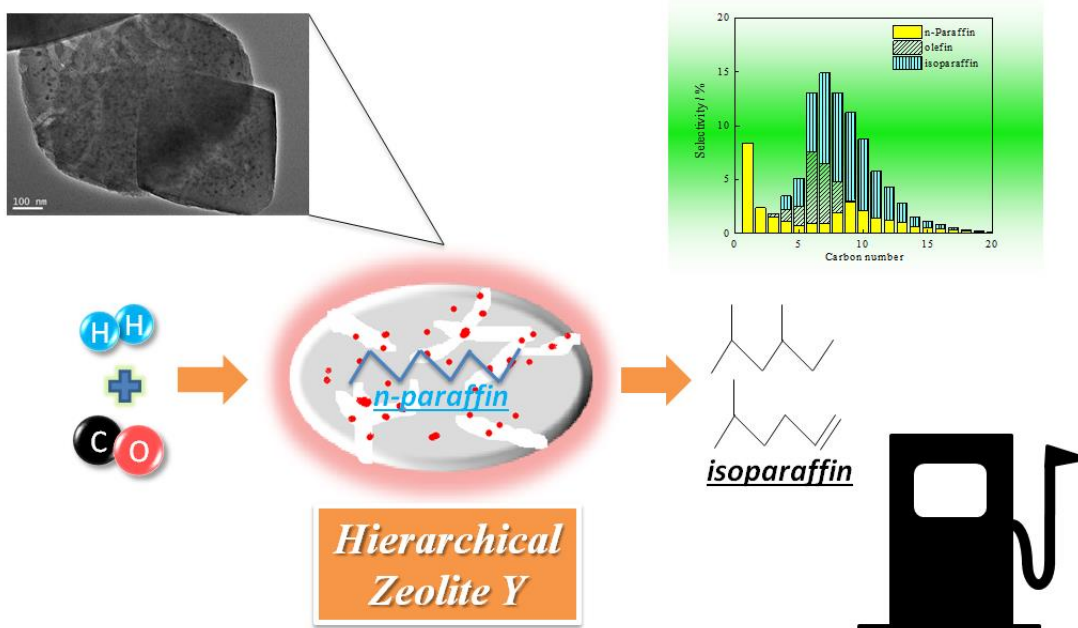 100 nm
20
15
10
5
0
Selectivity / %
n-Paraffin
olefin
isoparaffin
0 5 10 15 20
Carbon number
H H
C O
n-paraffin
isoparaffin
Hierarchical
Zeolite Y